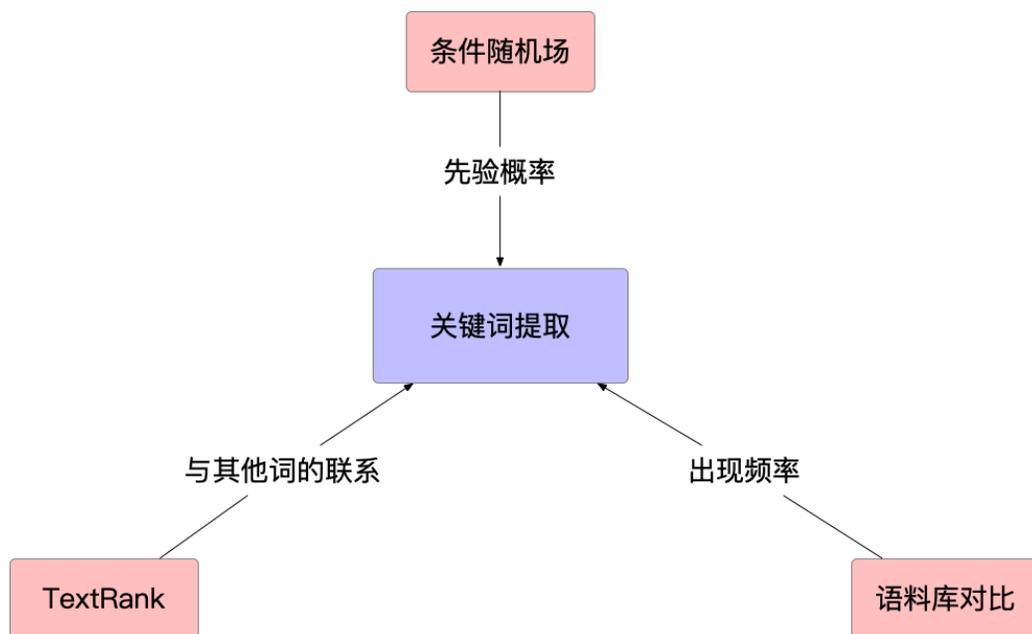 条件随机场
先验概率
关键词提取
与其他词的联系
出现频率
TextRank
语料库对比